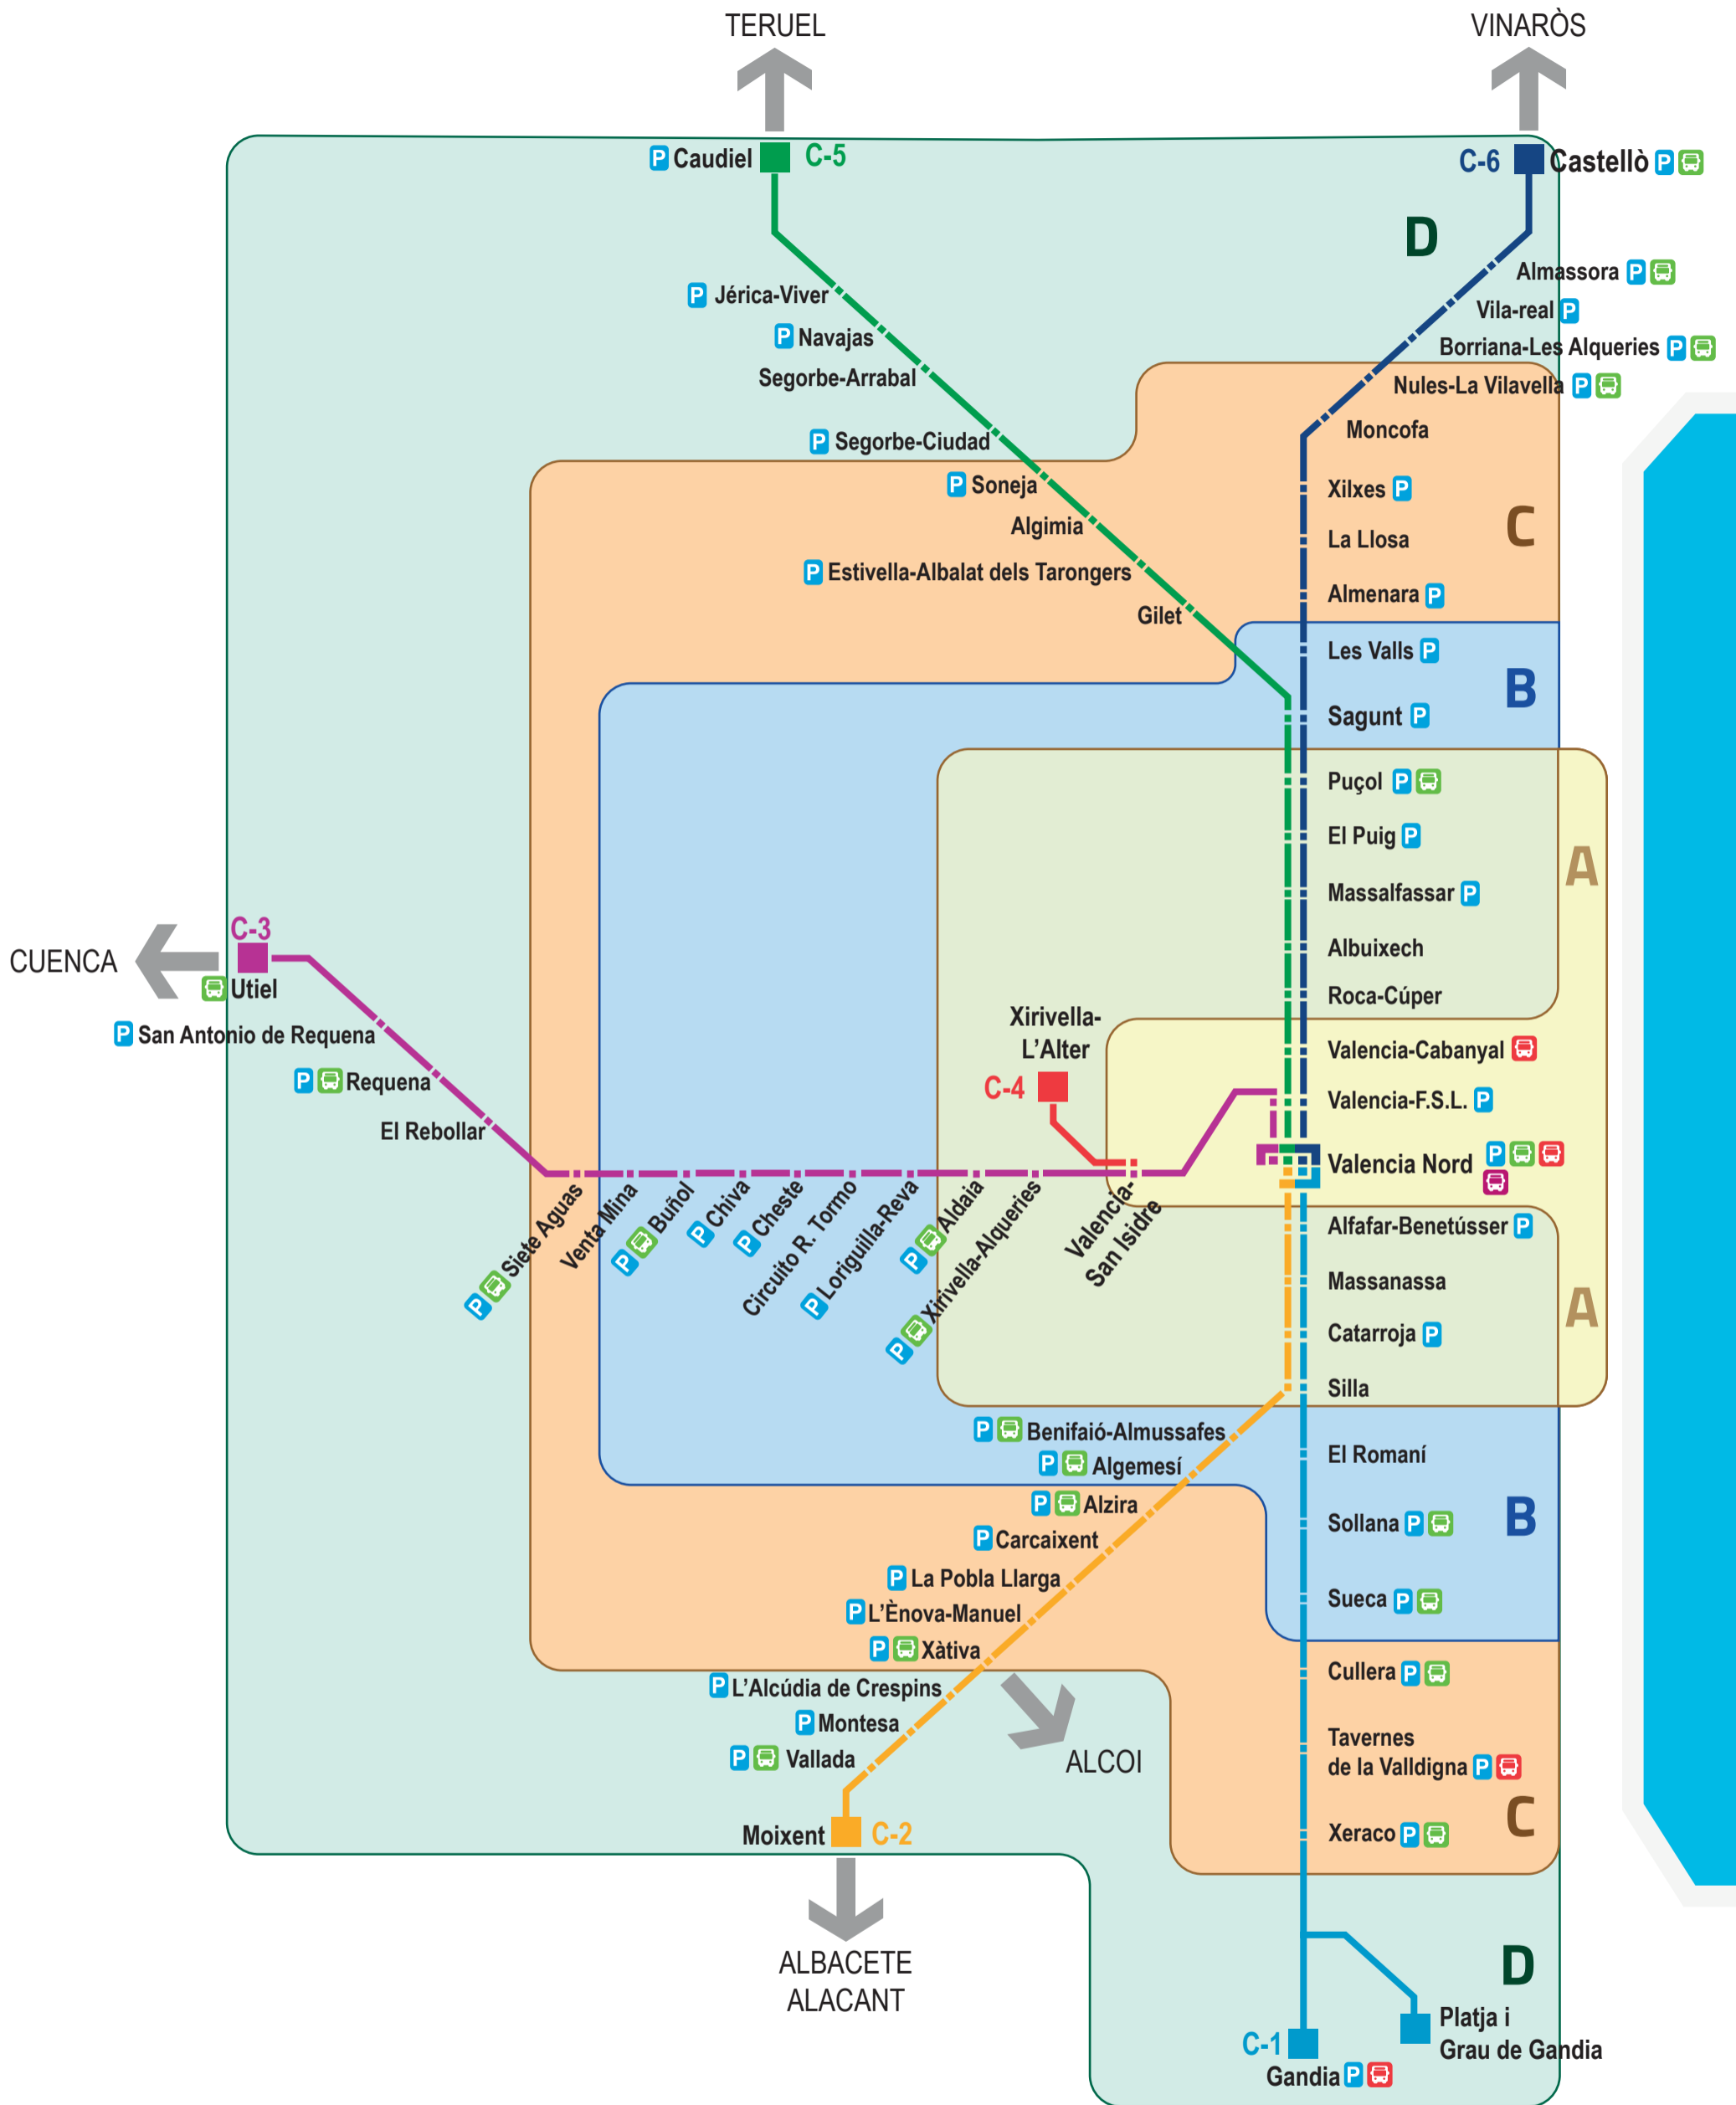 TERUEL
VINARÒS
P Caudiel
C-5
C-6
Castellò P
D
Almassora P
P Jérica-Viver
Vila-real P
P Navajas
Borriana-Les Alqueries P
Segorbe-Arrabal
Nules-La Vilavella P
Moncofa
P Segorbe-Ciudad
P Soneja
Xilxes P
Algimia
C
La Llosa
P Estivella-Albalat dels Tarongers
Almenara P
Gilet
Les Valls P
B
Sagunt P
Puçol P
El Puig P
A
Massalfassar P
C-3
Albuixech
CUENCA
Utiel
Roca-Cúper
Xirivella-
L'Alter
P San Antonio de Requena
Valencia-Cabanyal
C-4
P Requena
Valencia-F.S.L. P
El Rebollar
Valencia Nord P
P Siete Aguas
Venta Mina
P Buñol
P Chiva
P Cheste
Circuito R. Tormo
P Loriguilla-Reva
P Aldaia
P Xirivella-Alqueries
Valencia-
San Isidre
Alfafar-Benetússer P
Massanassa
A
Catarroja P
Silla
P Benifaió-Almussafes
El Romaní
P Algemesí
P Alzira
B
Sollana P
P Carcaixent
P La Pobla Llarga
Sueca P
P L'Ènova-Manuel
P Xàtiva
Cullera P
P L'Alcúdia de Crespins
P Montesa
Tavernes
de la Valldigna P
P Vallada
ALCOI
C
Moixent
C-2
Xeraco P
ALBACETE
ALACANT
D
Platja i
Grau de Gandia
C-1
Gandia P